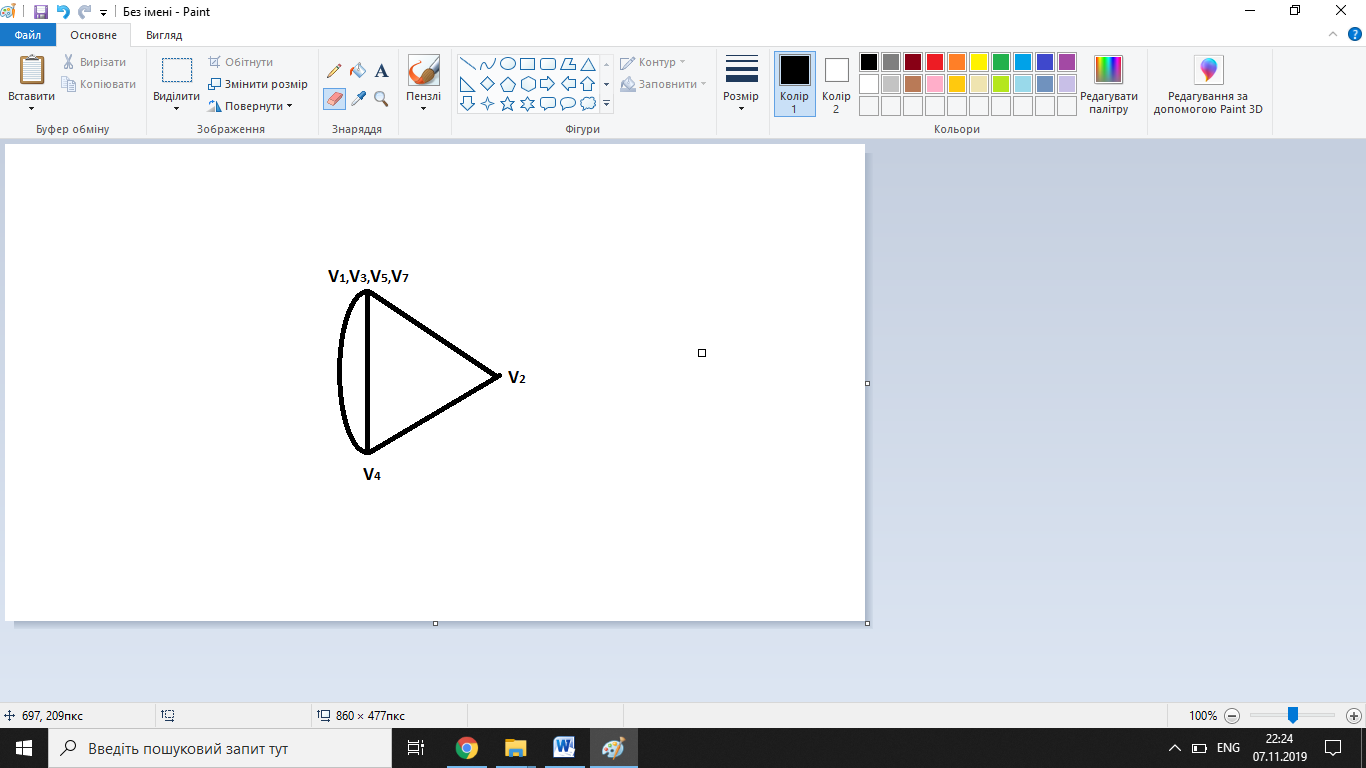 Без імені - Paint
Файл Основне Вигляд
Вставити
Вирізати
Копіювати
Буфер обміну
Виділити
Обітнути
Змінити розмір
Повернути
Зображення
A
Знаряддя
Пензлі
Фігури
Контур
Заповнити
Розмір
Колір 1
Колір 2
Кольори
Редагувати палітру
Редагування за допомогою Paint 3D
V1,V3,V5,V7
V2
V4
697, 209пкс
860 × 477пкс
100%
Введіть пошуковий запит тут
W
ENG
22:24
07.11.2019